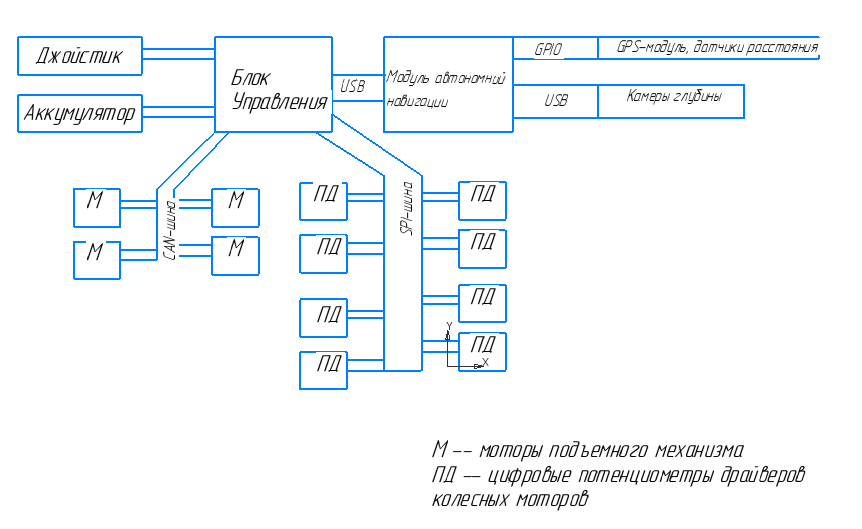 Джойстик
Аккумулятор
Блок
Управления
USB
Модуль автономний
навигации
GPIO
GPS-модуль, датчики расстояния
USB
Камеры глубины
М
М
М
М
CAN-шина
ПД
ПД
ПД
ПД
SPI-шина
ПД
ПД
ПД
ПД
Y
X
М -- моторы подъемного механизма
ПД -- цифровые потенциометры драйверов
колесных моторов